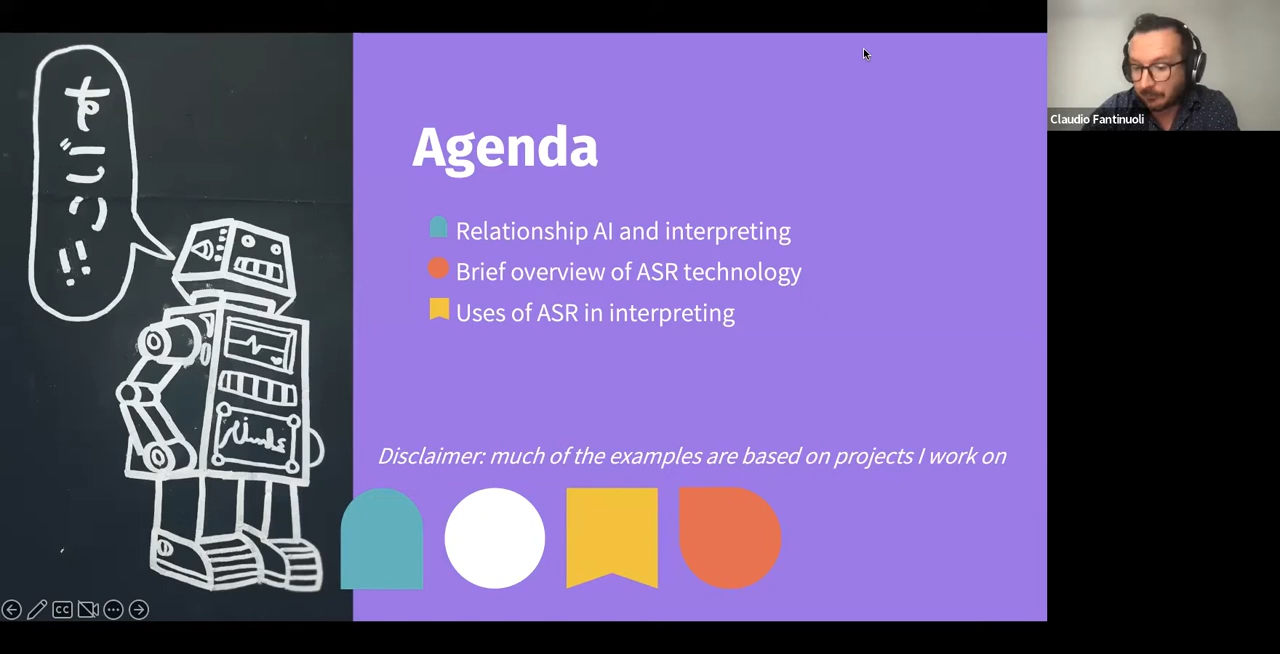 すごい!!
Agenda
Relationship AI and interpreting
Brief overview of ASR technology
Uses of ASR in interpreting
Disclaimer: much of the examples are based on projects I work on
CC
Claudio Fantinuoli